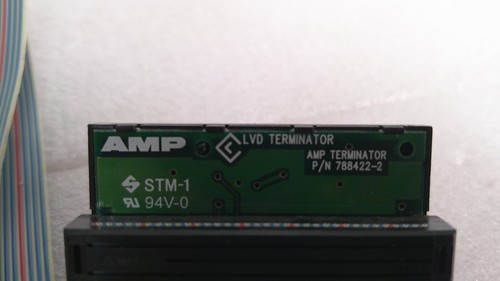 AMP
LVD TERMINATOR
AMP TERMINATOR
P/N 788422-2
STM-1
94V-0